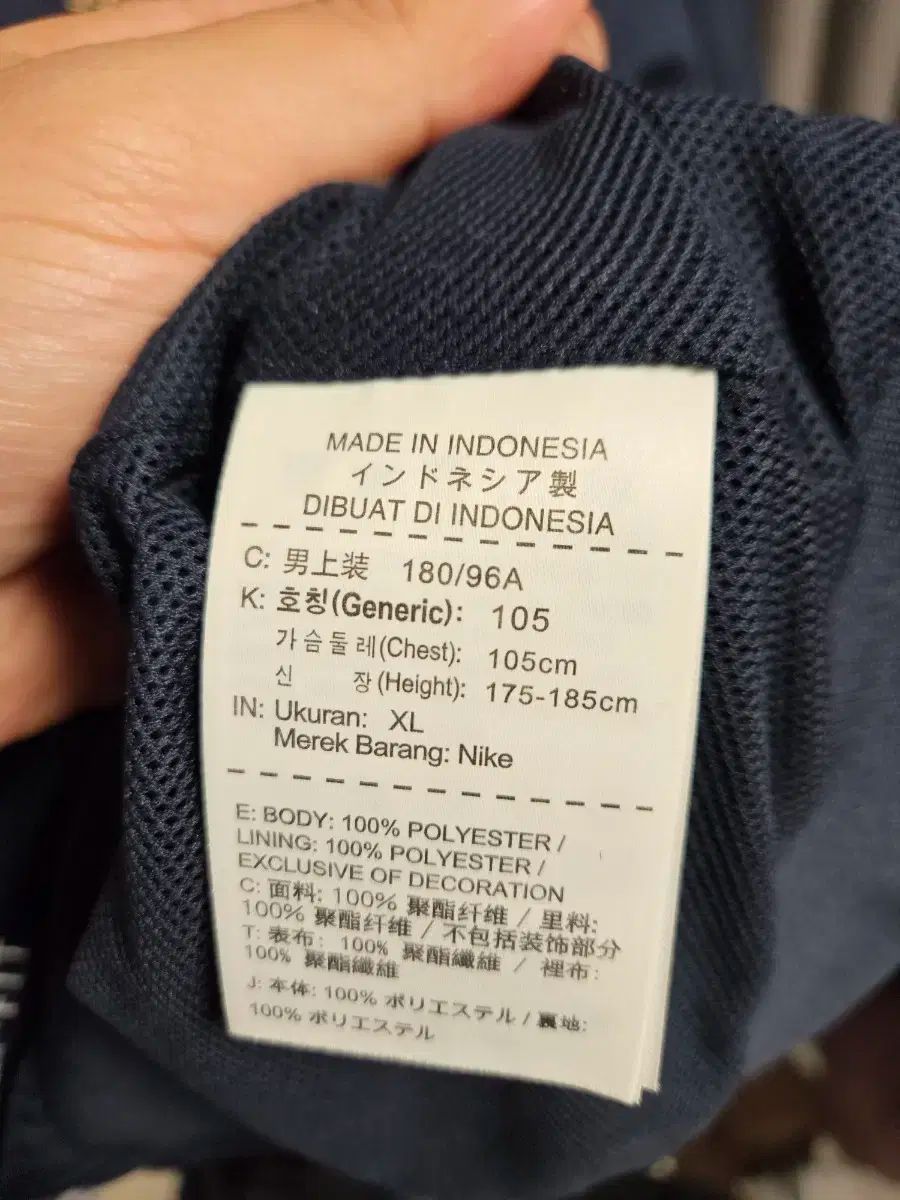 MADE IN INDONESIA
インドネシア製
DIBUAT DI INDONESIA
C: 男上装 180/96A
K: 호칭(Generic): 105
가슴둘레(Chest): 105cm
신 장(Height): 175-185cm
IN: Ukuran: XL
Merek Barang: Nike
E: BODY: 100% POLYESTER /
LINING: 100% POLYESTER /
EXCLUSIVE OF DECORATION
C: 面料: 100% 聚酯纤维 / 里料:
100% 聚酯纤维 / 不包括装饰部分
T: 表布: 100% 聚酯纖維 / 裡布:
100% 聚酯纖維
J: 本体: 100% ポリエステル / 裏地:
100% ポリエステル